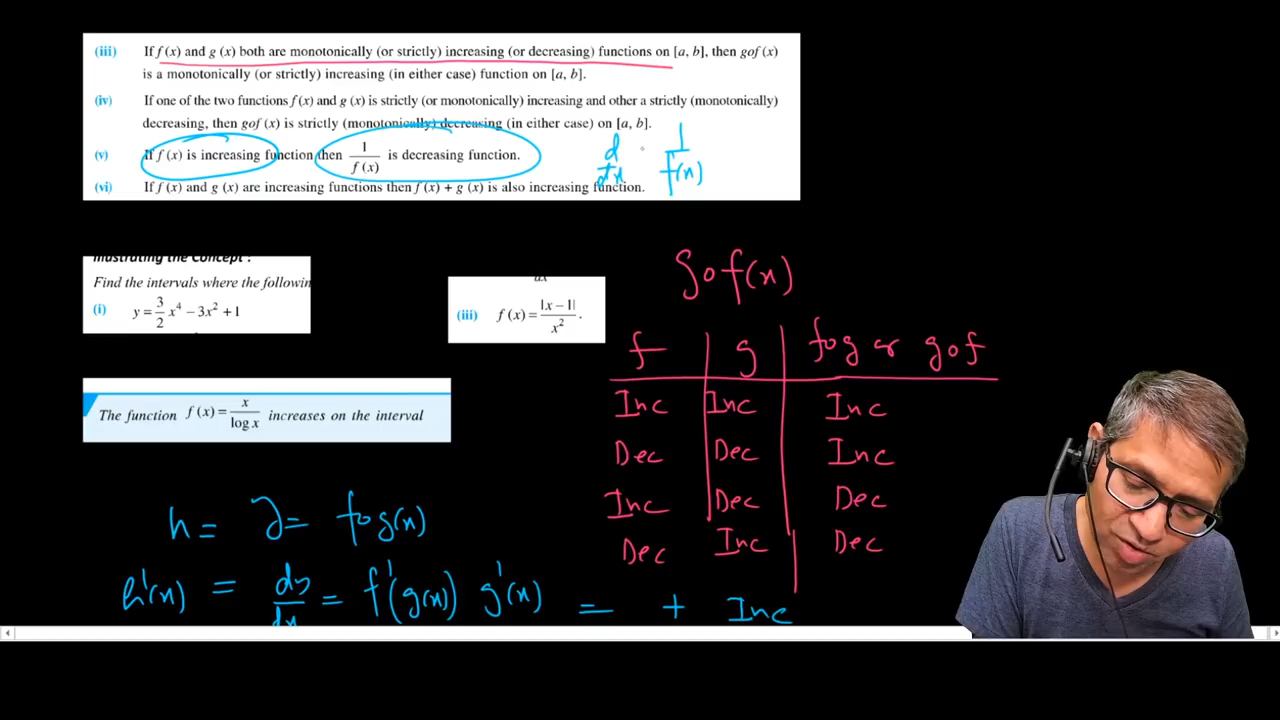 (iii) If f (x) and g (x) both are monotonically (or strictly) increasing (or decreasing) functions on [a, b], then gof (x)
is a monotonically (or strictly) increasing (in either case) function on [a, b].
(iv) If one of the two functions f (x) and g (x) is strictly (or monotonically) increasing and other a strictly (monotonically)
decreasing, then gof (x) is strictly (monotonically) decreasing (in either case) on [a, b].
(v) If f (x) is increasing function then 1/f (x) is decreasing function.
d/dx 1/f(x)
(vi) If f (x) and g (x) are increasing functions then f (x) + g (x) is also increasing function.
gof(x)
Illustrating the Concept :
Find the intervals where the
(i) y = 3/2 x⁴ − 3x² + 1
dx
(iii) f (x) = |x − 1|/x² .
f g fog or gof
Inc Inc Inc
Dec Dec Inc
Inc Dec Dec
Dec Inc Dec
The function f (x) = x/log x increases on the interval
h = y = fog(x)
h'(x) = dy/dx = f'(g(x)) g'(x) = + Inc